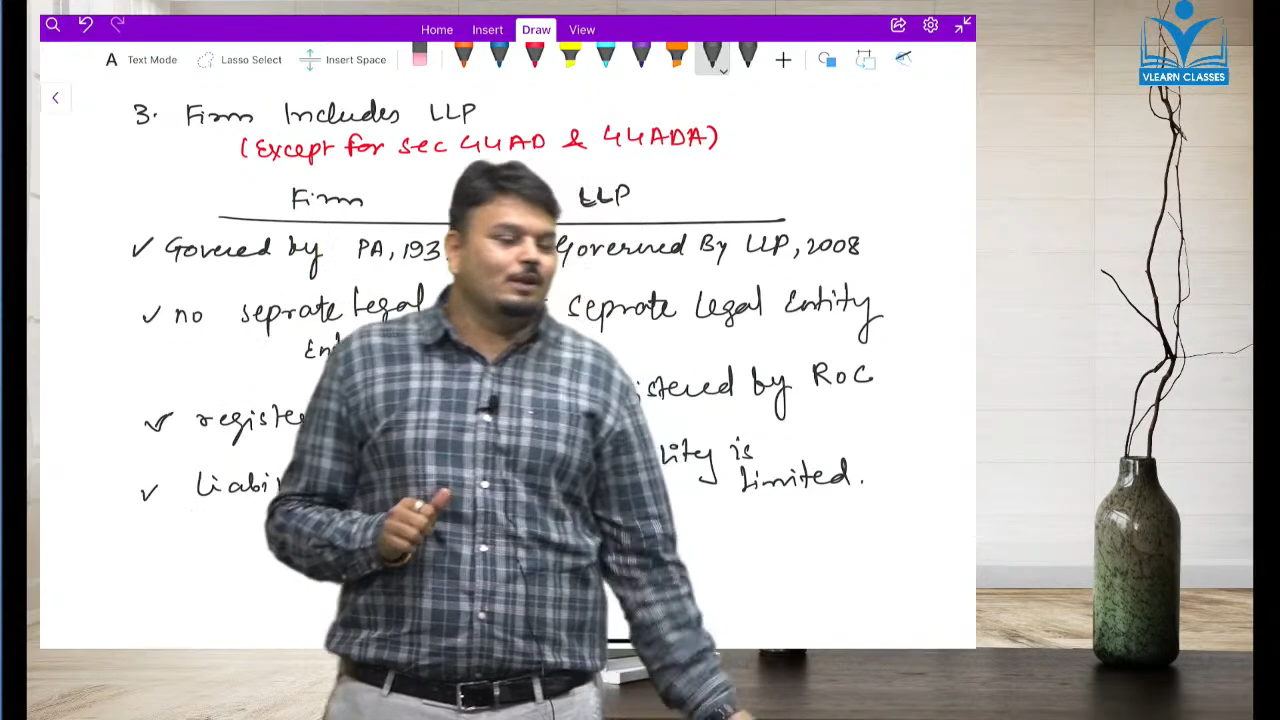 Home Insert Draw View
VLEARN CLASSES
A Text Mode Lasso Select Insert Space
3. Firm Includes LLP
(Except for sec 44AD & 44ADA)
Firm LLP
✓ Govered by PA, 193 Governed By LLP, 2008
✓ no seprate legal seprate legal Entity
En
✓ registe istered by ROC
✓ liabi lity is
limited.